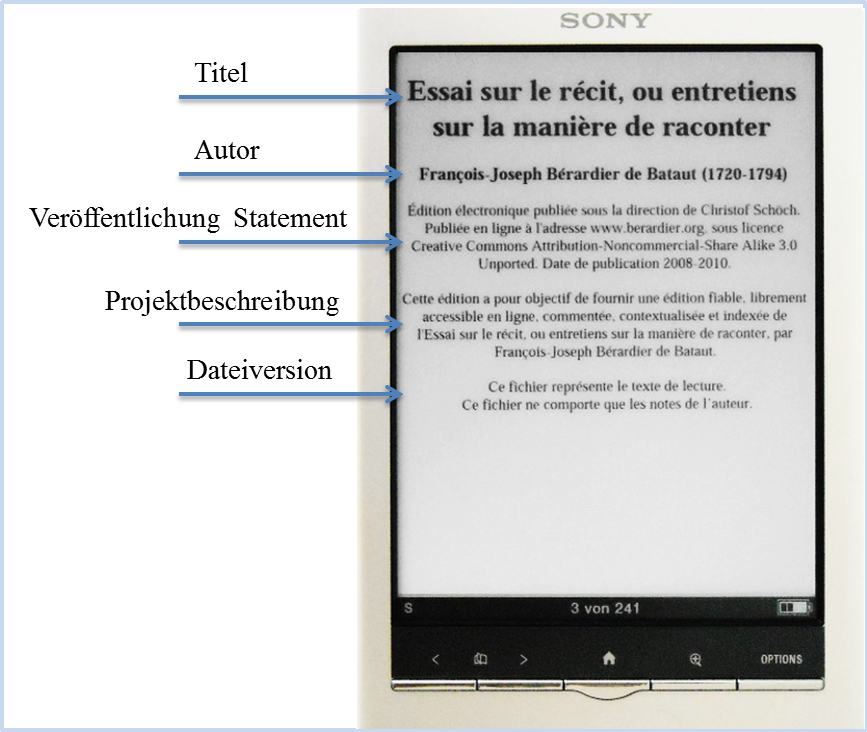 SONY
Titel
Essai sur le récit, ou entretiens
sur la manière de raconter
Autor
François-Joseph Bérardier de Bataut (1720-1794)
Veröffentlichung Statement
Édition électronique publiée sous la direction de Christof Schöch.
Publiée en ligne à l'adresse www.berardier.org, sous licence
Creative Commons Attribution-Noncommercial-Share Alike 3.0
Unported. Date de publication 2008-2010.
Projektbeschreibung
Cette édition a pour objectif de fournir une édition fiable, librement
accessible en ligne, commentée, contextualisée et indexée de
l'Essai sur le récit, ou entretiens sur la manière de raconter, par
François-Joseph Bérardier de Bataut.
Dateiversion
Ce fichier représente le texte de lecture.
Ce fichier ne comporte que les notes de l'auteur.
S 3 von 241
< > OPTIONS